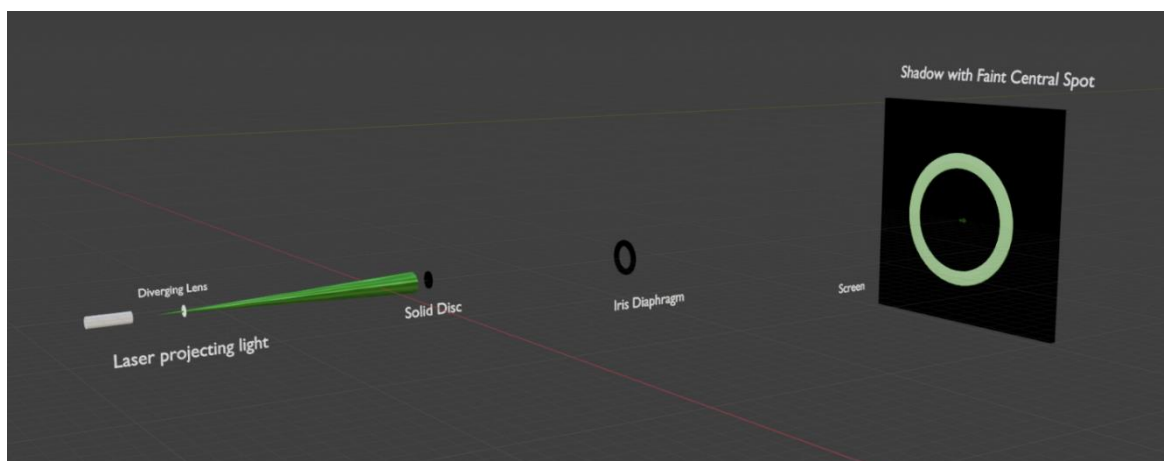 Shadow with Faint Central Spot
Diverging Lens
Laser projecting light
Solid Disc
Iris Diaphragm
Screen